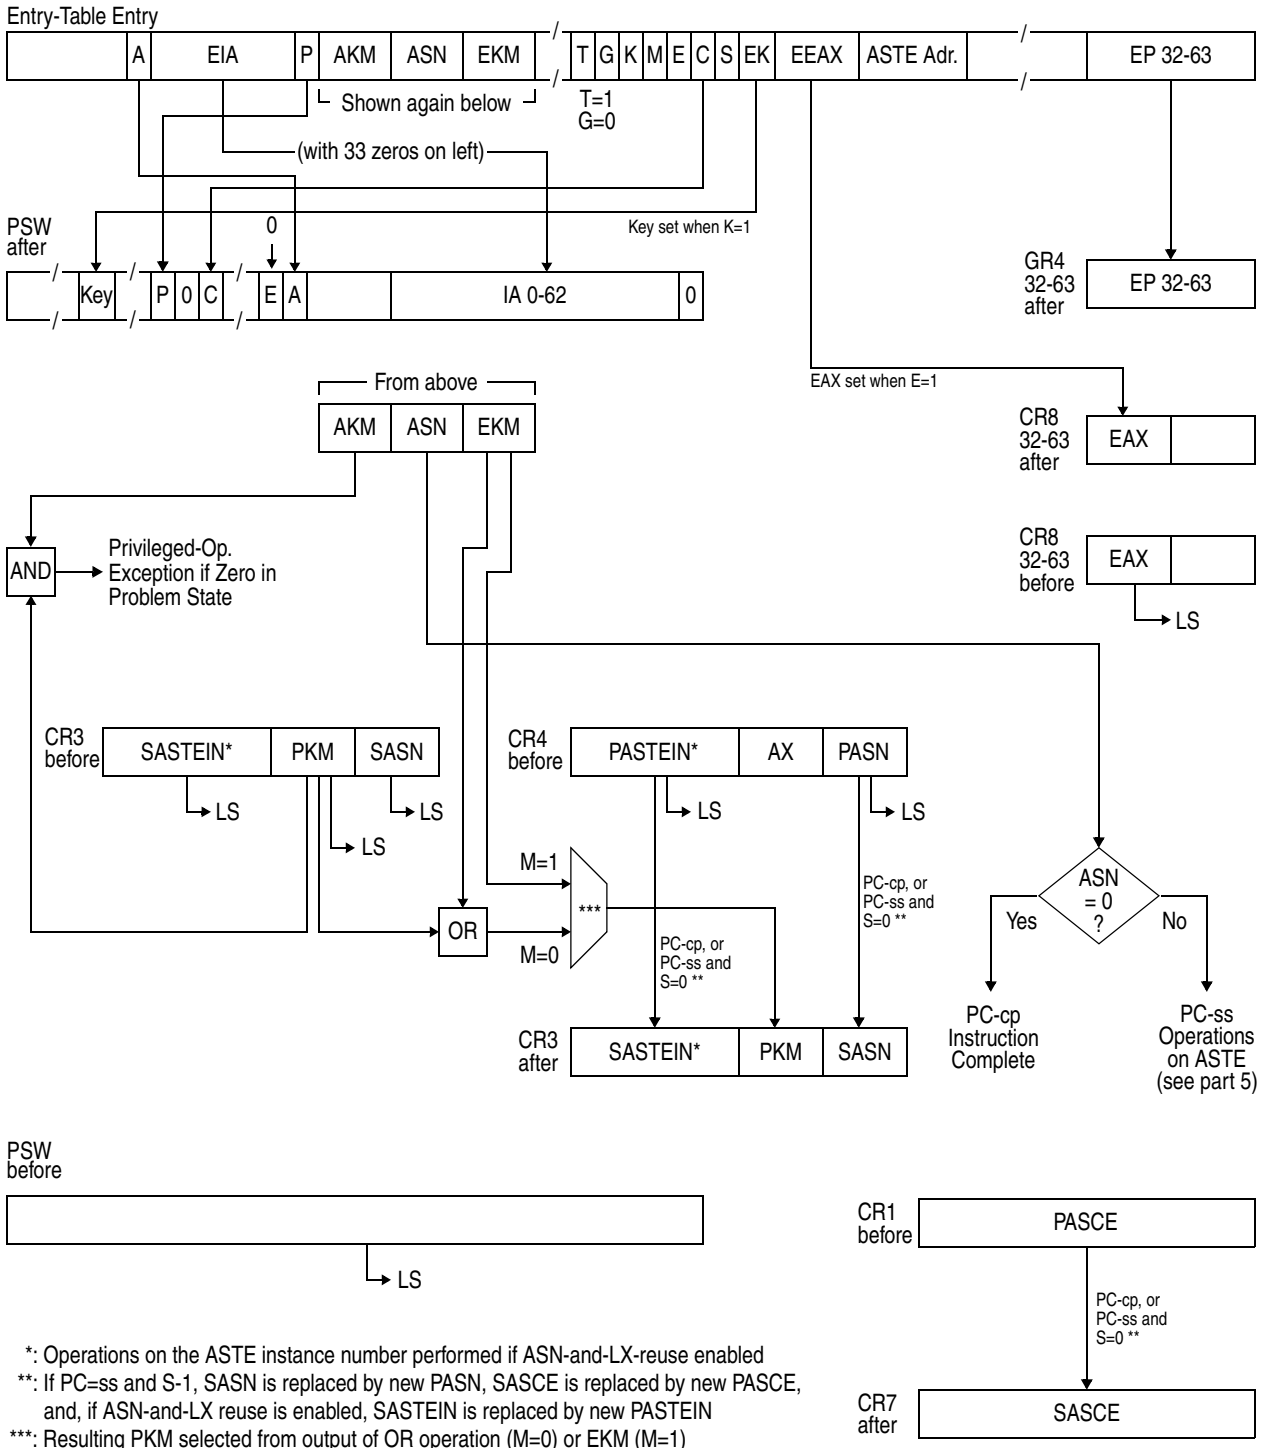 Entry-Table Entry
A EIA P AKM ASN EKM T G K M E C S EK EEAX ASTE Adr. EP 32-63
Shown again below
T=1
G=0
(with 33 zeros on left)
Key set when K=1
PSW
after
0
Key P 0 C E A IA 0-62 0
GR4
32-63
after
EP 32-63
EAX set when E=1
From above
AKM ASN EKM
CR8
32-63
after
EAX
AND
Privileged-Op.
Exception if Zero in
Problem State
CR8
32-63
before
EAX
LS
CR3
before
SASTEIN* PKM SASN
LS
LS
LS
CR4
before
PASTEIN* AX PASN
LS
LS
M=1
***
OR
M=0
PC-cp, or
PC-ss and
S=0 **
PC-cp, or
PC-ss and
S=0 **
ASN
= 0
?
Yes
No
PC-cp
Instruction
Complete
PC-ss
Operations
on ASTE
(see part 5)
CR3
after
SASTEIN* PKM SASN
PSW
before
LS
CR1
before
PASCE
PC-cp, or
PC-ss and
S=0 **
CR7
after
SASCE
*: Operations on the ASTE instance number performed if ASN-and-LX-reuse enabled
**: If PC=ss and S-1, SASN is replaced by new PASN, SASCE is replaced by new PASCE,
and, if ASN-and-LX reuse is enabled, SASTEIN is replaced by new PASTEIN
***: Resulting PKM selected from output of OR operation (M=0) or EKM (M=1)